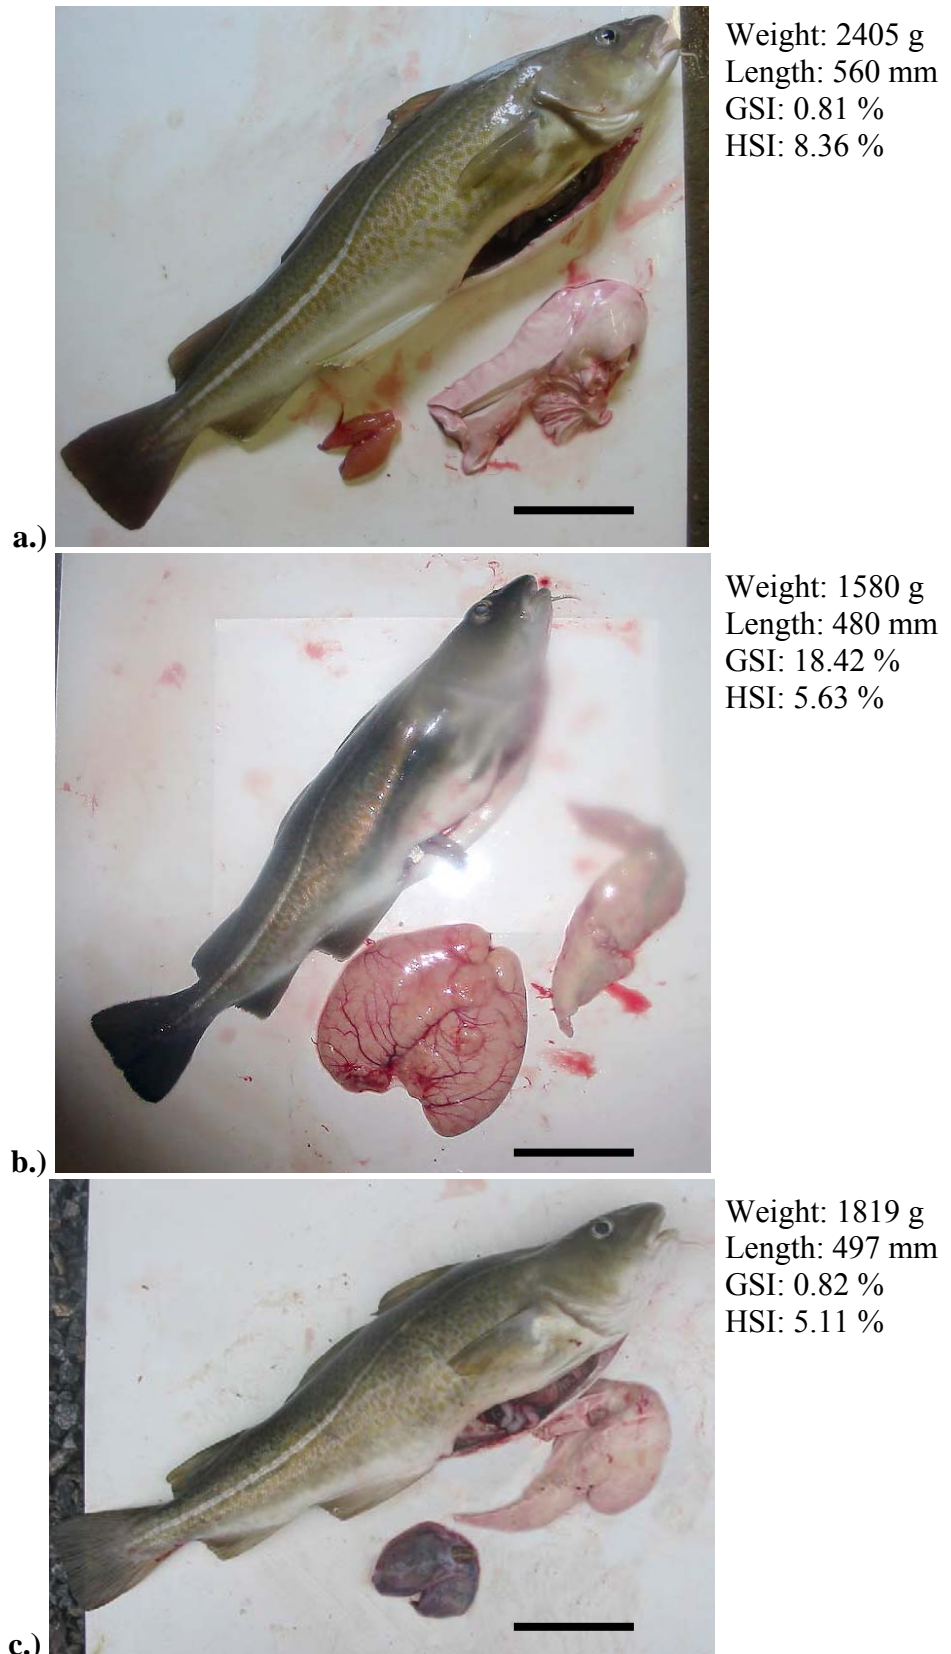 Weight: 2405 g
Length: 560 mm
GSI: 0.81 %
HSI: 8.36 %
a.)
Weight: 1580 g
Length: 480 mm
GSI: 18.42 %
HSI: 5.63 %
b.)
Weight: 1819 g
Length: 497 mm
GSI: 0.82 %
HSI: 5.11 %
c.)